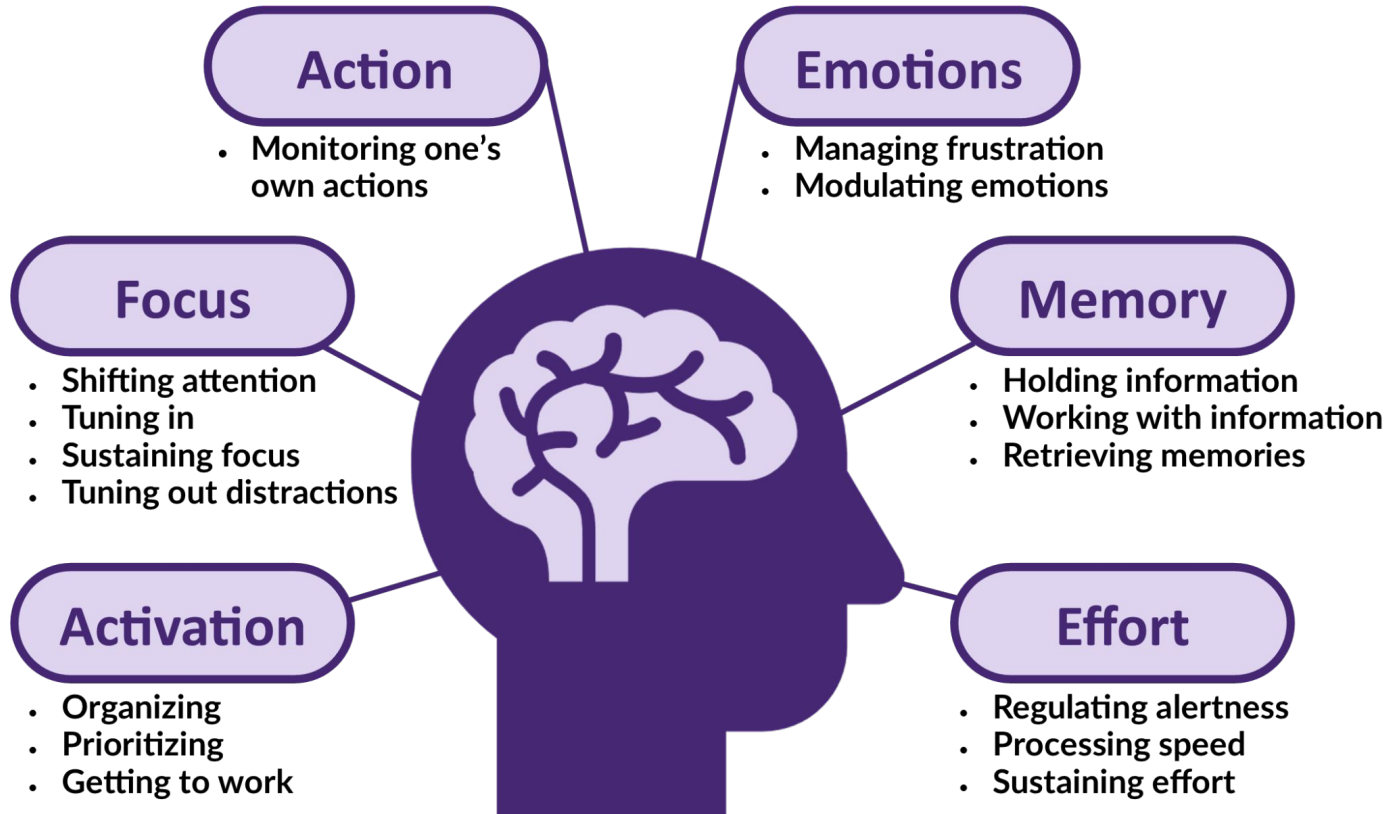 Action
• Monitoring one’s
own actions
Emotions
• Managing frustration
• Modulating emotions
Focus
• Shifting attention
• Tuning in
• Sustaining focus
• Tuning out distractions
Memory
• Holding information
• Working with information
• Retrieving memories
Activation
• Organizing
• Prioritizing
• Getting to work
Effort
• Regulating alertness
• Processing speed
• Sustaining effort